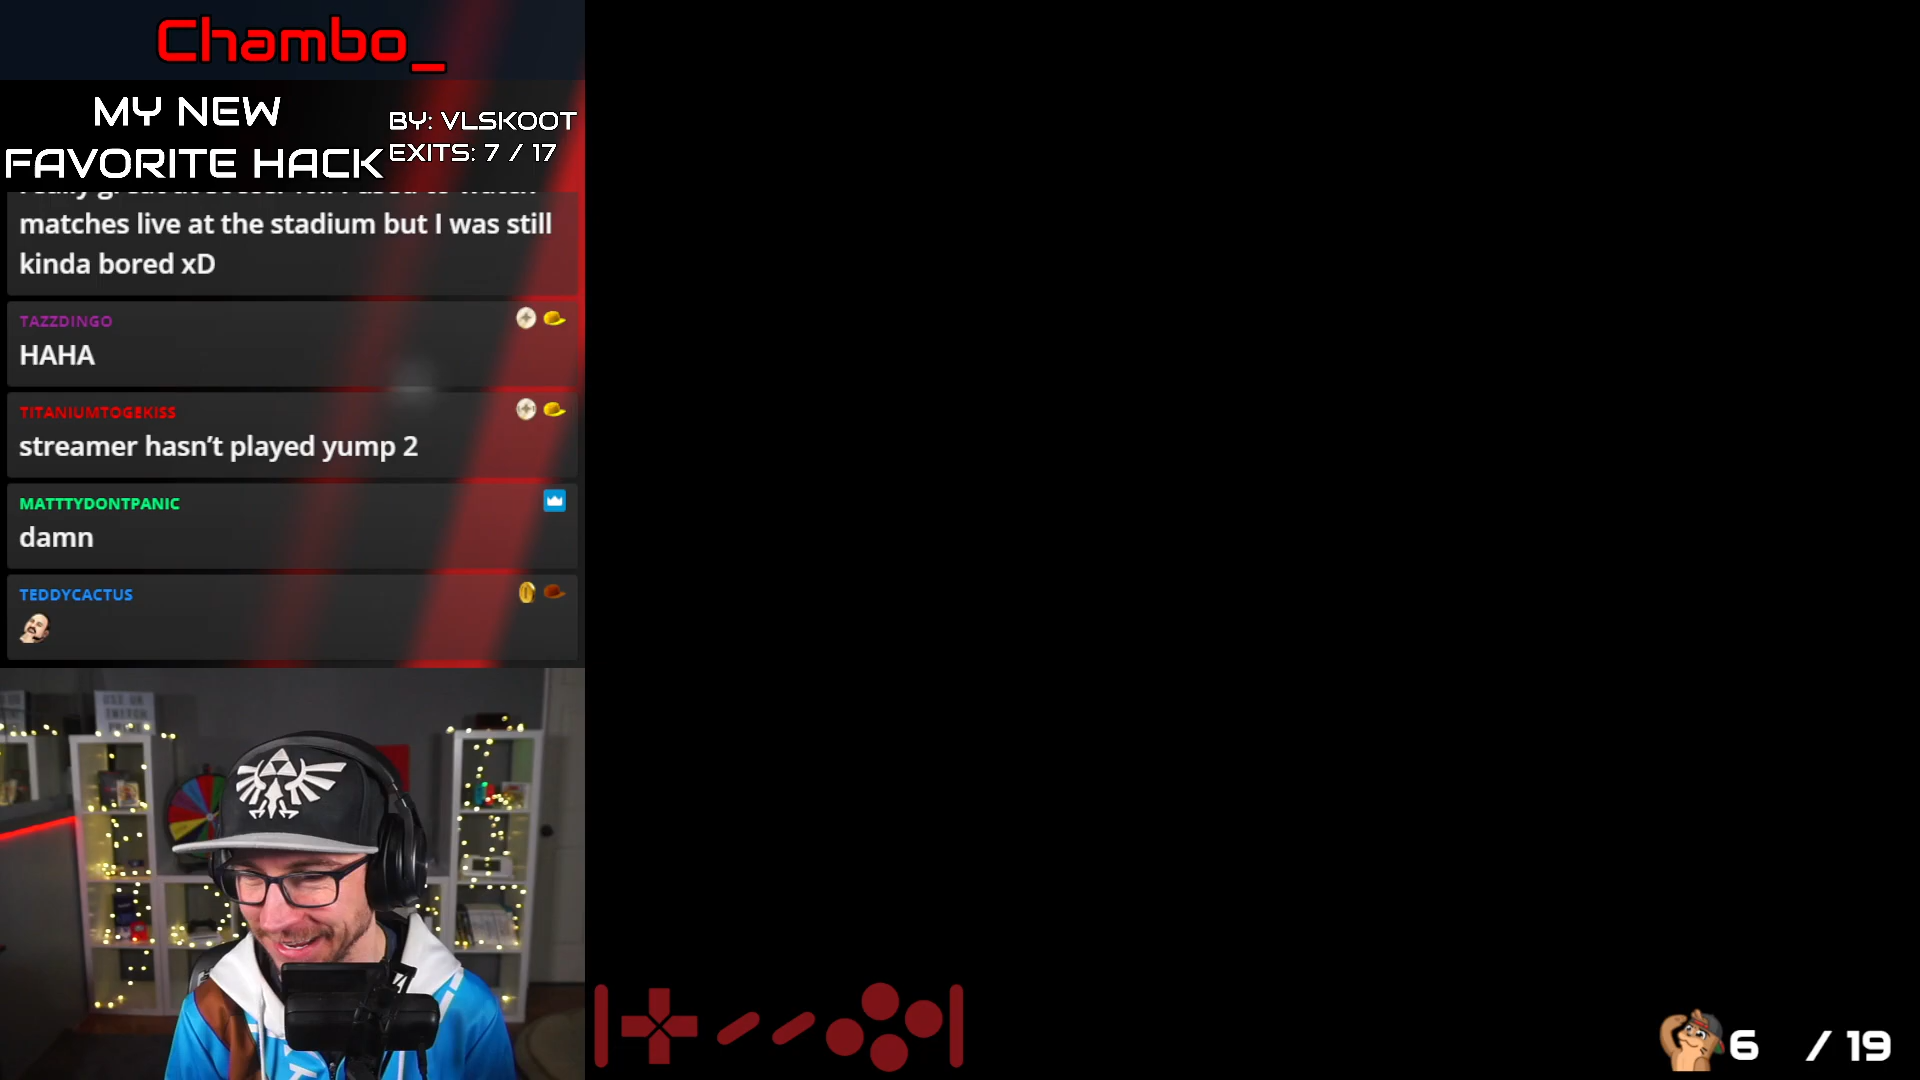 Chambo_
MY NEW
FAVORITE HACK
BY: VLSKOOT
EXITS: 7 / 17
matches live at the stadium but I was still
kinda bored xD
TAZZDINGO
HAHA
TITANIUMTOGEKISS
streamer hasn't played yump 2
MATTTYDONTPANIC
damn
TEDDYCACTUS
6 / 19